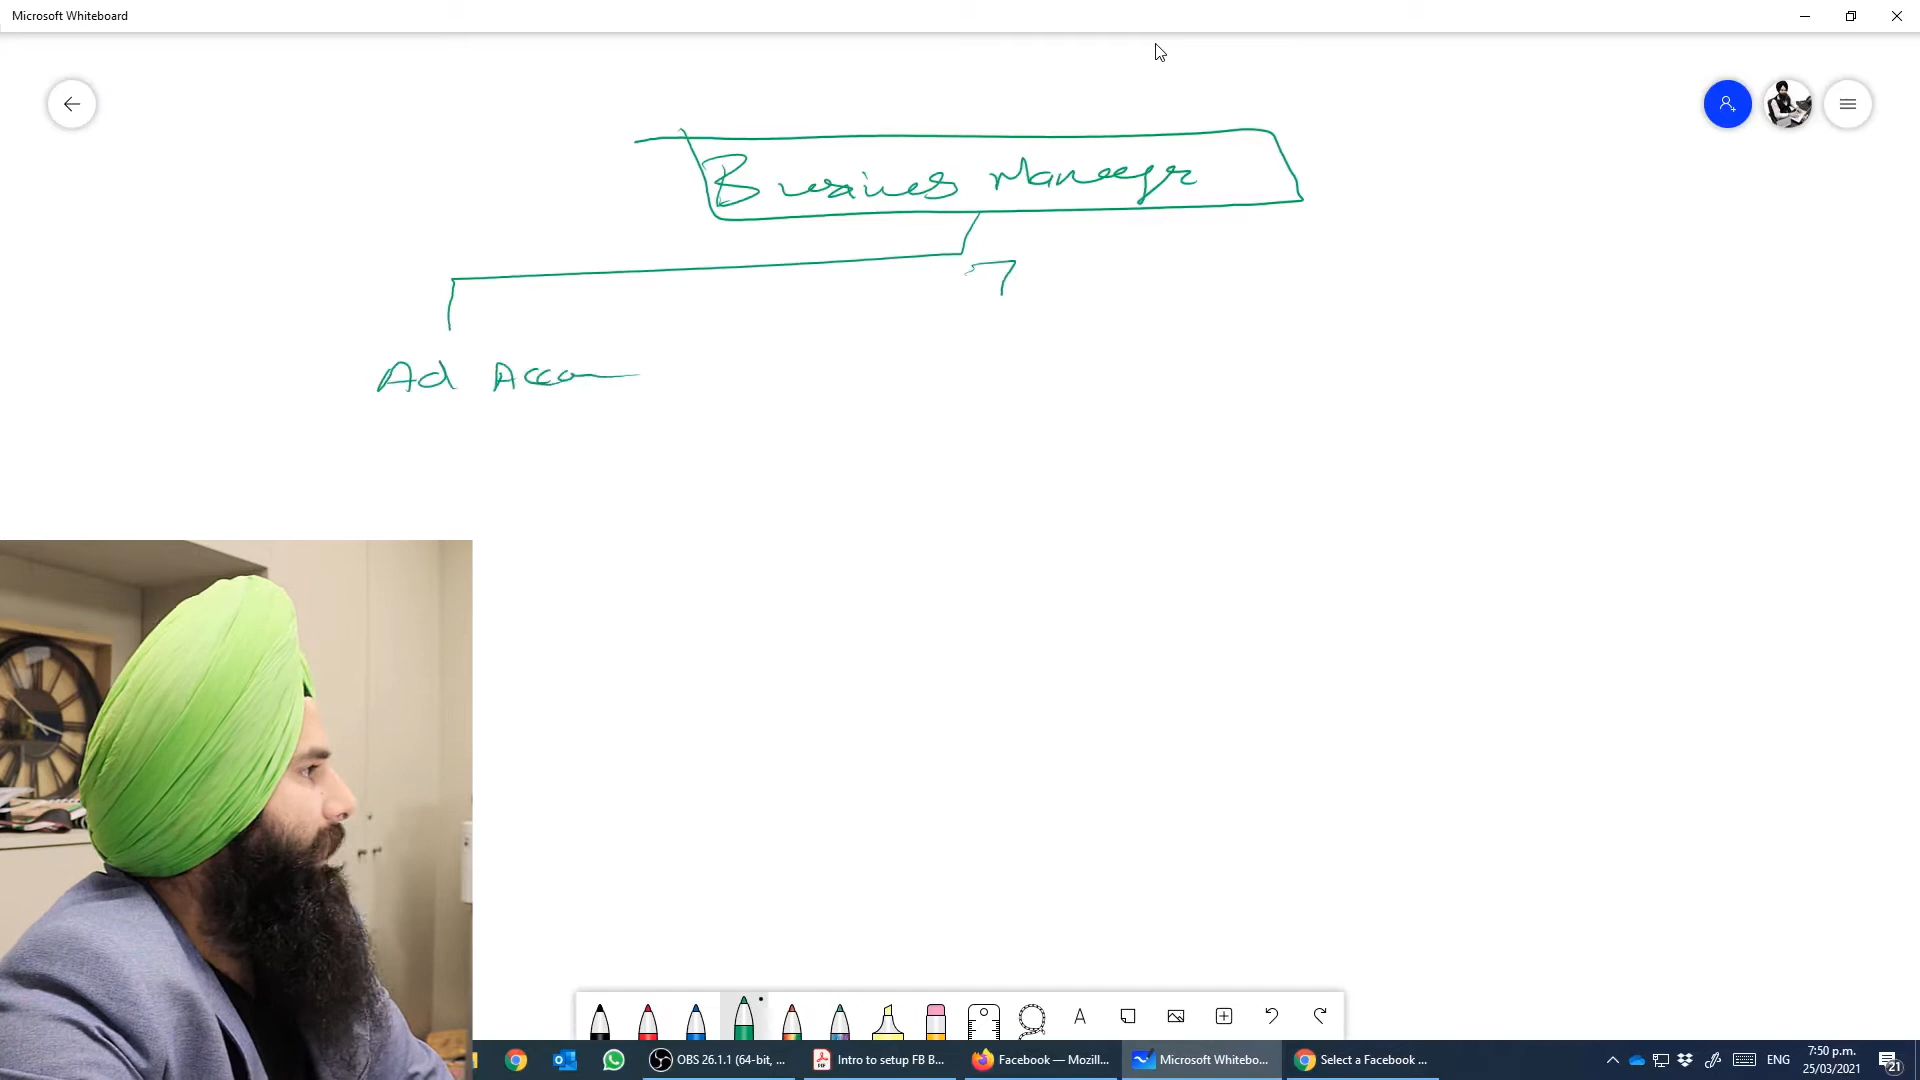 Microsoft Whiteboard
Business Manager
Ad Acco
A
OBS 26.1.1 (64-bit, ...
Intro to setup FB B...
Facebook — Mozill...
Microsoft Whitebo...
Select a Facebook ...
ENG
7:50 p.m.
25/03/2021
21